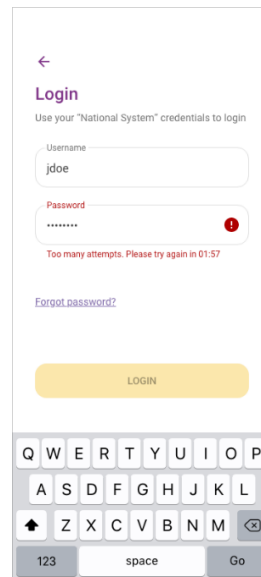 Login
Use your "National System" credentials to login
Username
jdoe
Password
••••••••
Too many attempts. Please try again in 01:57
Forgot password?
LOGIN
Q W E R T Y U I O P
A S D F G H J K L
Z X C V B N M
123 space Go